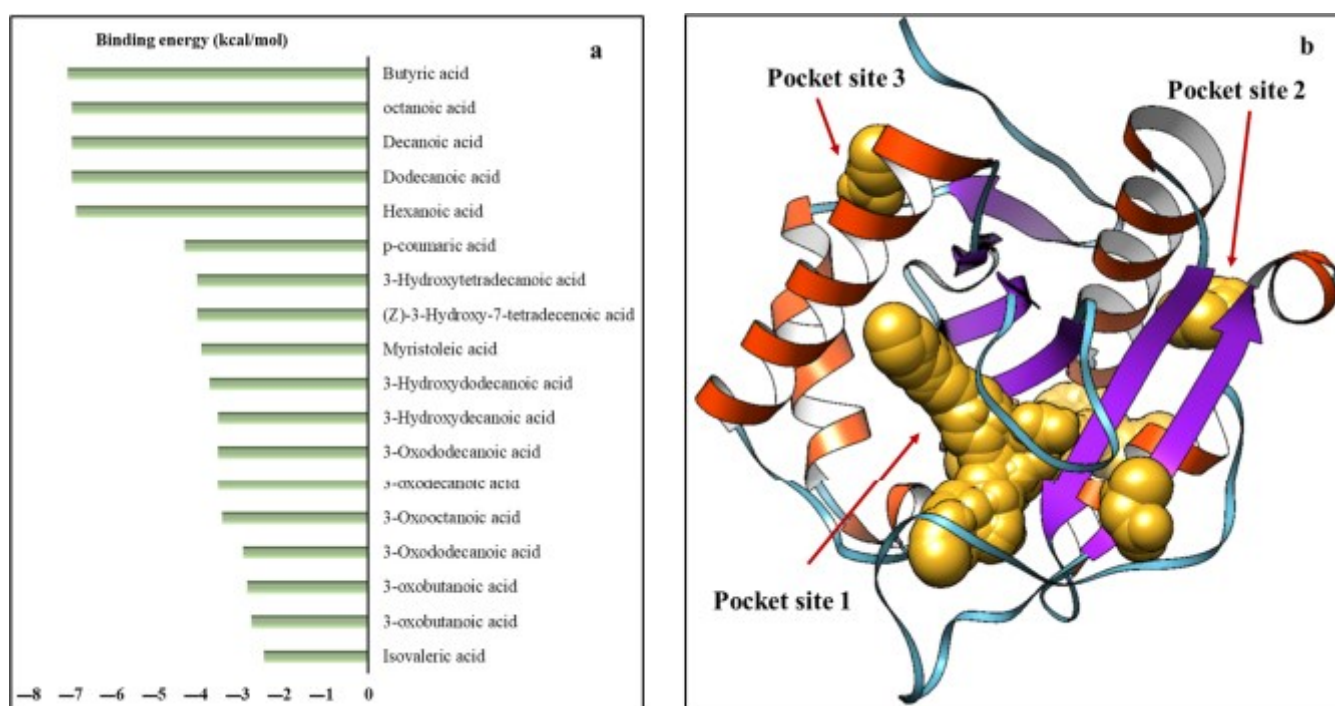 Binding energy (kcal/mol)
a
Butyric acid
octanoic acid
Decanoic acid
Dodecanoic acid
Hexanoic acid
p-coumaric acid
3-Hydroxytetradecanoic acid
(Z)-3-Hydroxy-7-tetradecenoic acid
Myristoleic acid
3-Hydroxydodecanoic acid
3-Hydroxydecanoic acid
3-Oxododecanoic acid
3-oxodecanoic acid
3-Oxooctanoic acid
3-Oxododecanoic acid
3-oxobutanoic acid
3-oxobutanoic acid
Isovaleric acid
—8 —7 —6 —5 —4 —3 —2 —1 0
b
Pocket site 3
Pocket site 2
Pocket site 1